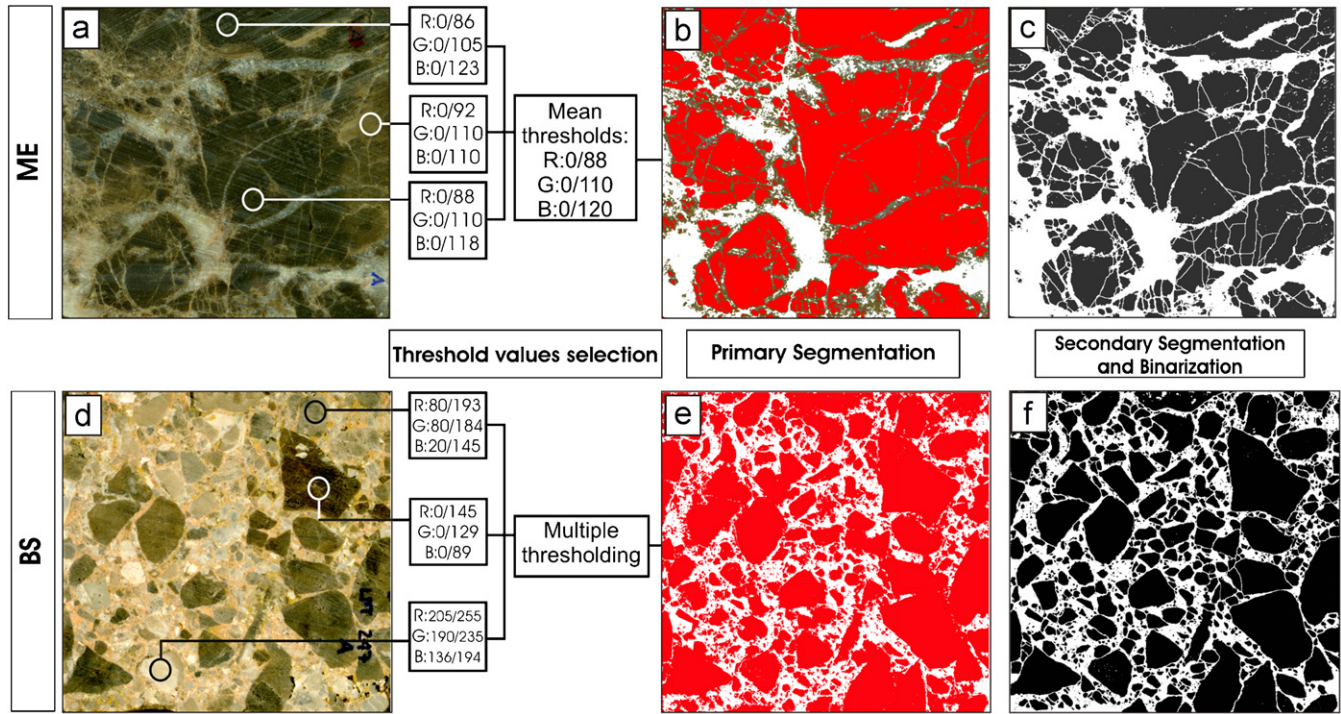 ME
a
R:0/86
G:0/105
B:0/123
R:0/92
G:0/110
B:0/110
R:0/88
G:0/110
B:0/118
Mean
thresholds:
R:0/88
G:0/110
B:0/120
b
c
A
Threshold values selection
Primary Segmentation
Secondary Segmentation
and Binarization
BS
d
R:80/193
G:80/184
B:20/145
R:0/145
G:0/129
B:0/89
R:205/255
G:190/235
B:136/194
Multiple
thresholding
e
f
A